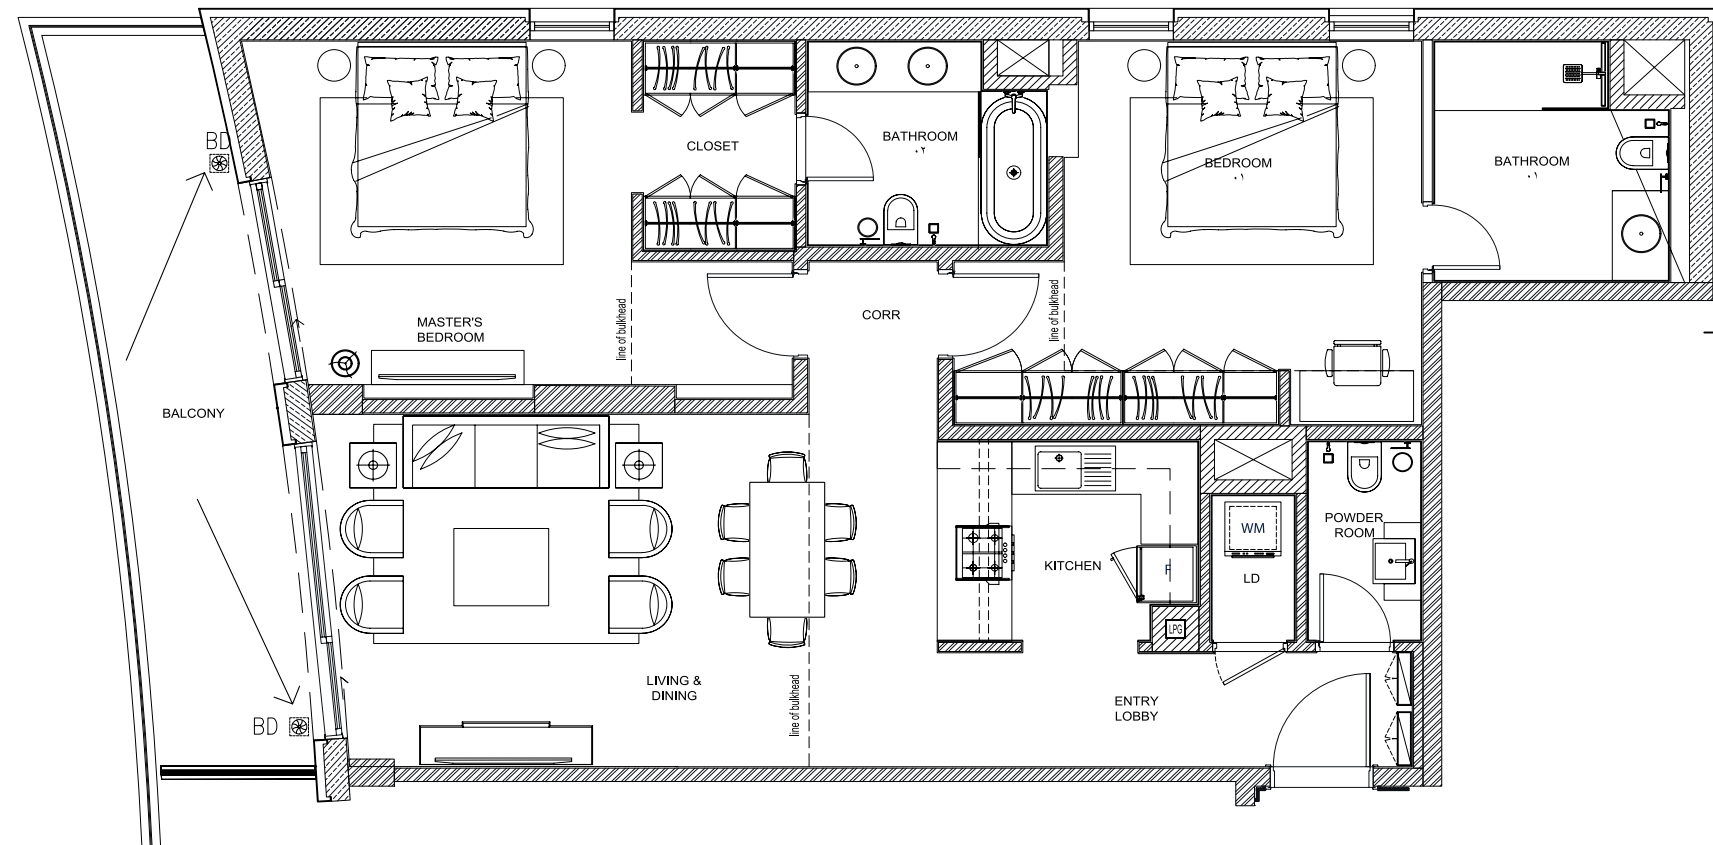 BD
CLOSET
BATHROOM
٠٢
BEDROOM
٠١
BATHROOM
٠١
MASTER'S
BEDROOM
line of bulkhead
CORR
line of bulkhead
BALCONY
WM
POWDER
ROOM
KITCHEN
F
LD
LPG
LIVING &
DINING
line of bulkhead
ENTRY
LOBBY
BD